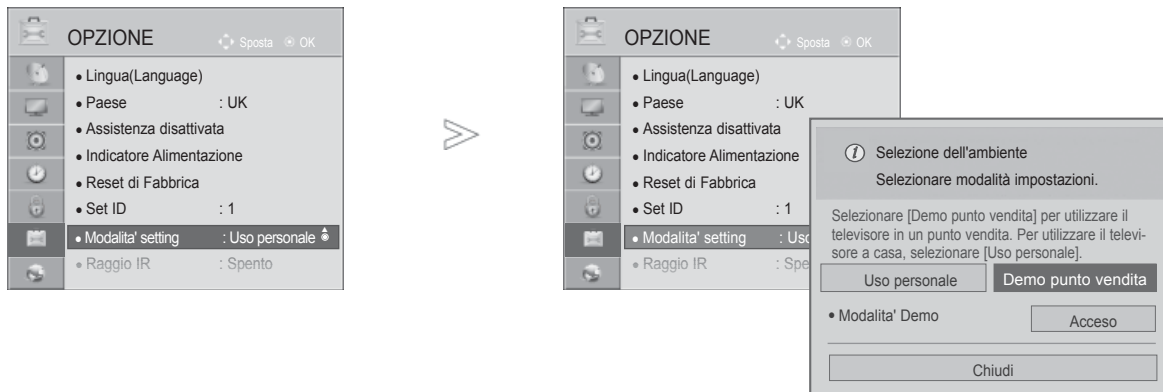 OPZIONE
Sposta OK
• Lingua(Language)
• Paese : UK
• Assistenza disattivata
• Indicatore Alimentazione
• Reset di Fabbrica
• Set ID : 1
• Modalita' setting : Uso personale
• Raggio IR : Spento
OPZIONE
Sposta OK
• Lingua(Language)
• Paese : UK
• Assistenza disattivata
• Indicatore Alimentazione
• Reset di Fabbrica
• Set ID : 1
• Modalita' setting : Uso
• Raggio IR : Spe
Selezione dell'ambiente
Selezionare modalità impostazioni.
Selezionare [Demo punto vendita] per utilizzare il
televisore in un punto vendita. Per utilizzare il televi-
sore a casa, selezionare [Uso personale].
Uso personale Demo punto vendita
• Modalita' Demo Acceso
Chiudi